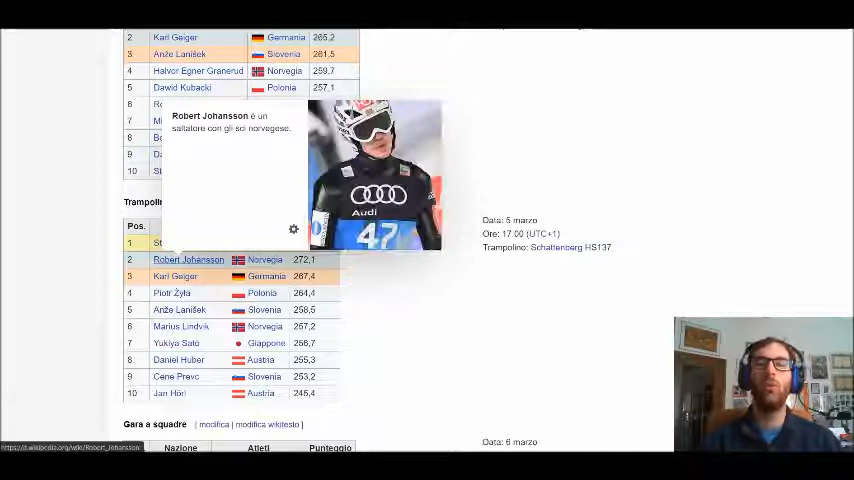 2 Karl Geiger Germania 265,2
3 Anže Lanišek Slovenia 261,5
4 Halvor Egner Granerud Norvegia 259,7
5 Dawid Kubacki Polonia 257,1
6 Ro
7 Mi
8
9
10 St
Robert Johansson è un
saltatore con gli sci norvegese.
Audi
47
Trampolino
Pos.
1 St
2 Robert Johansson Norvegia 272,1
3 Karl Geiger Germania 267,4
4 Piotr Żyła Polonia 264,4
5 Anže Lanišek Slovenia 258,5
6 Marius Lindvik Norvegia 257,2
7 Yukiya Satō Giappone 256,7
8 Daniel Huber Austria 255,3
9 Cene Prevc Slovenia 253,2
10 Jan Hörl Austria 245,4
Data: 5 marzo
Ore: 17.00 (UTC+1)
Trampolino: Schattenberg HS137
Gara a squadre [ modifica | modifica wikitesto ]
Nazione Atleti Punteggio
Data: 6 marzo
https://it.wikipedia.org/wiki/Robert_Johansson